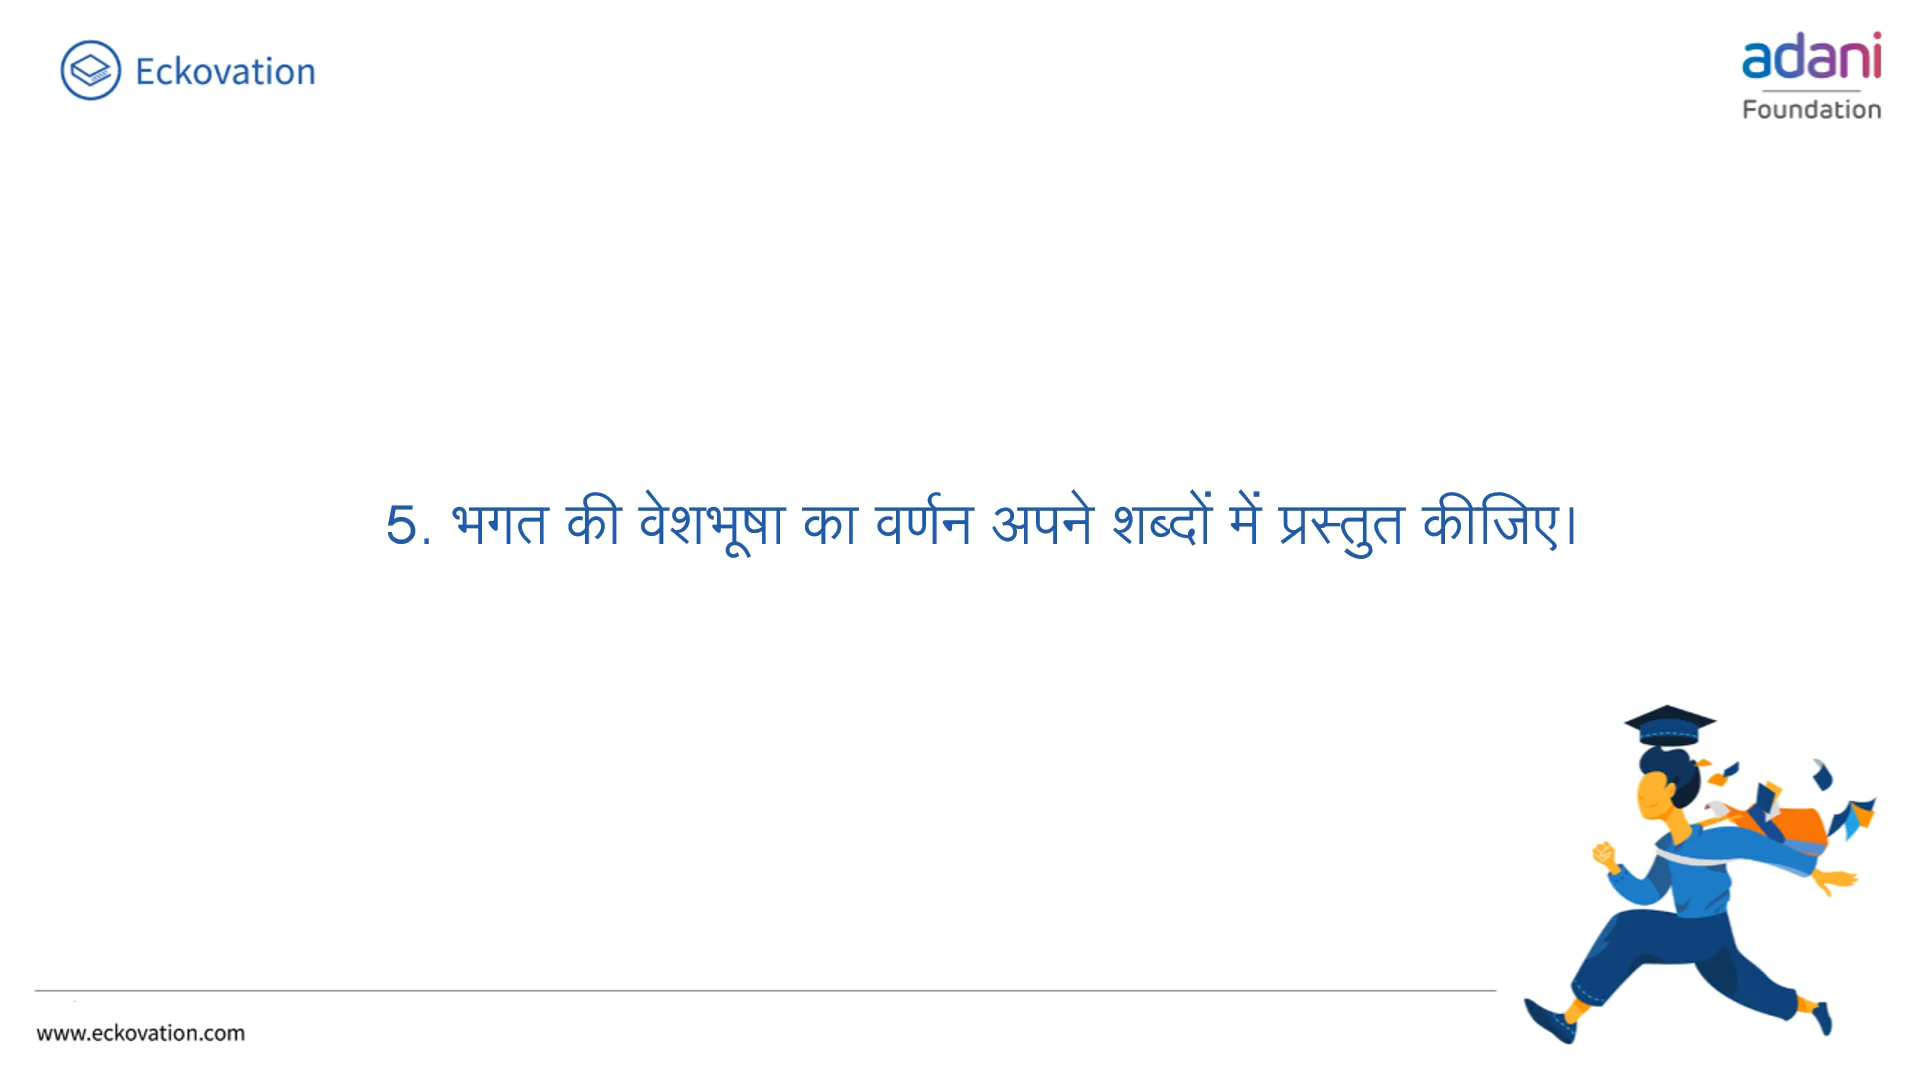 Eckovation
adani
Foundation
5. भगत की वेशभूषा का वर्णन अपने शब्दों में प्रस्तुत कीजिए।
www.eckovation.com